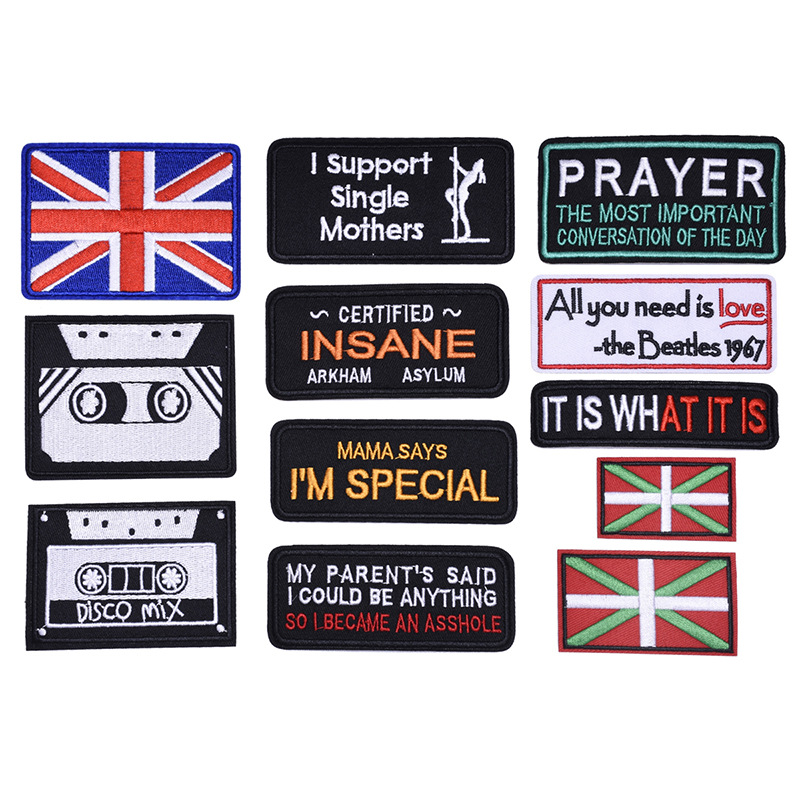 DISCO MIX
I Support
Single
Mothers
~ CERTIFIED ~
INSANE
ARKHAM ASYLUM
MAMA SAYS
I'M SPECIAL
MY PARENT'S SAID
I COULD BE ANYTHING
SO I BECAME AN ASSHOLE
PRAYER
THE MOST IMPORTANT
CONVERSATION OF THE DAY
All you need is love
-the Beatles 1967
IT IS WHAT IT IS